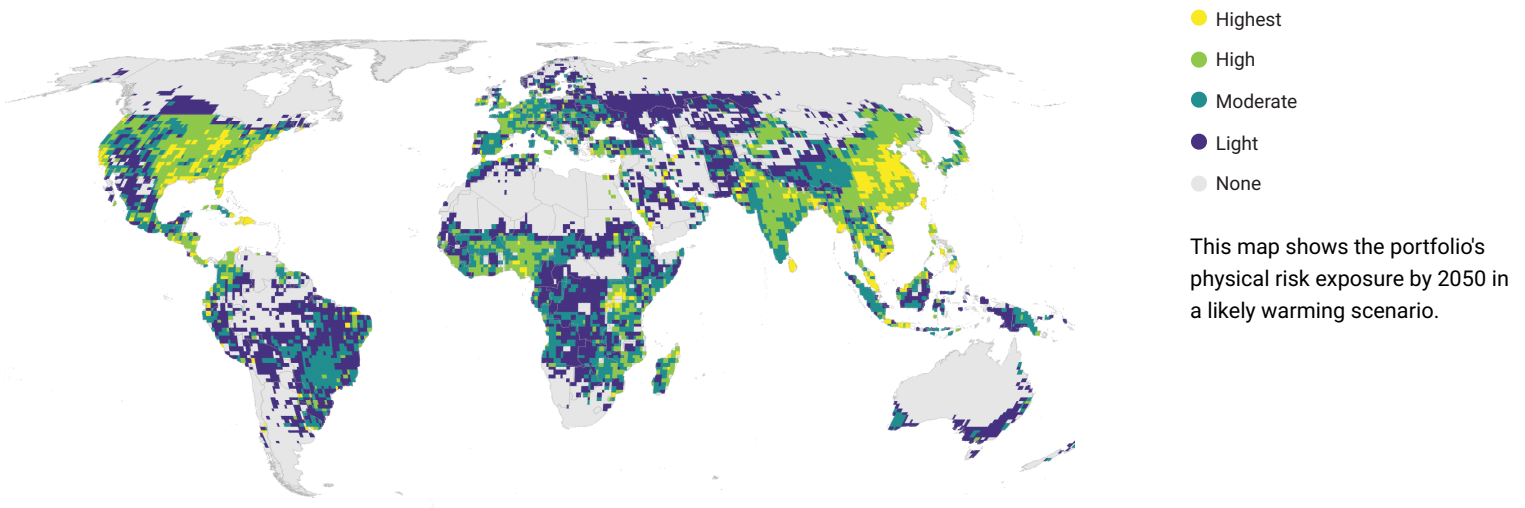 Highest
High
Moderate
Light
None
This map shows the portfolio's
physical risk exposure by 2050 in
a likely warming scenario.